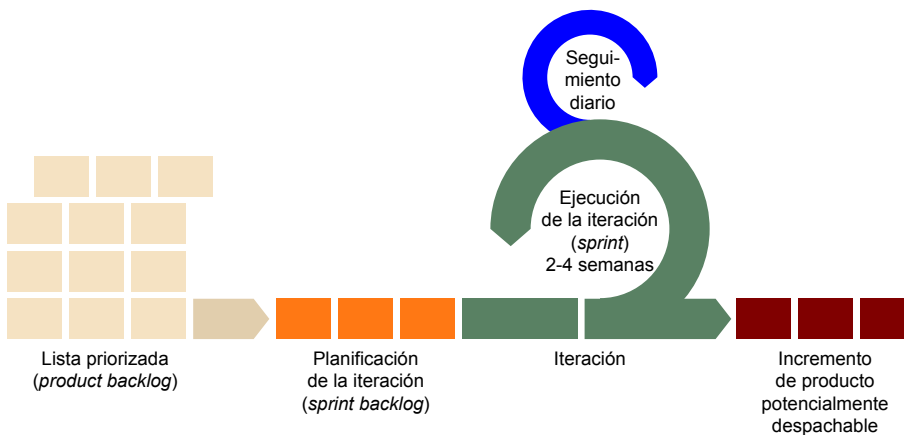 Segui-
miento
diario
Ejecución
de la iteración
(sprint)
2-4 semanas
Lista priorizada
(product backlog)
Planificación
de la iteración
(sprint backlog)
Iteración
Incremento
de producto
potencialmente
despachable